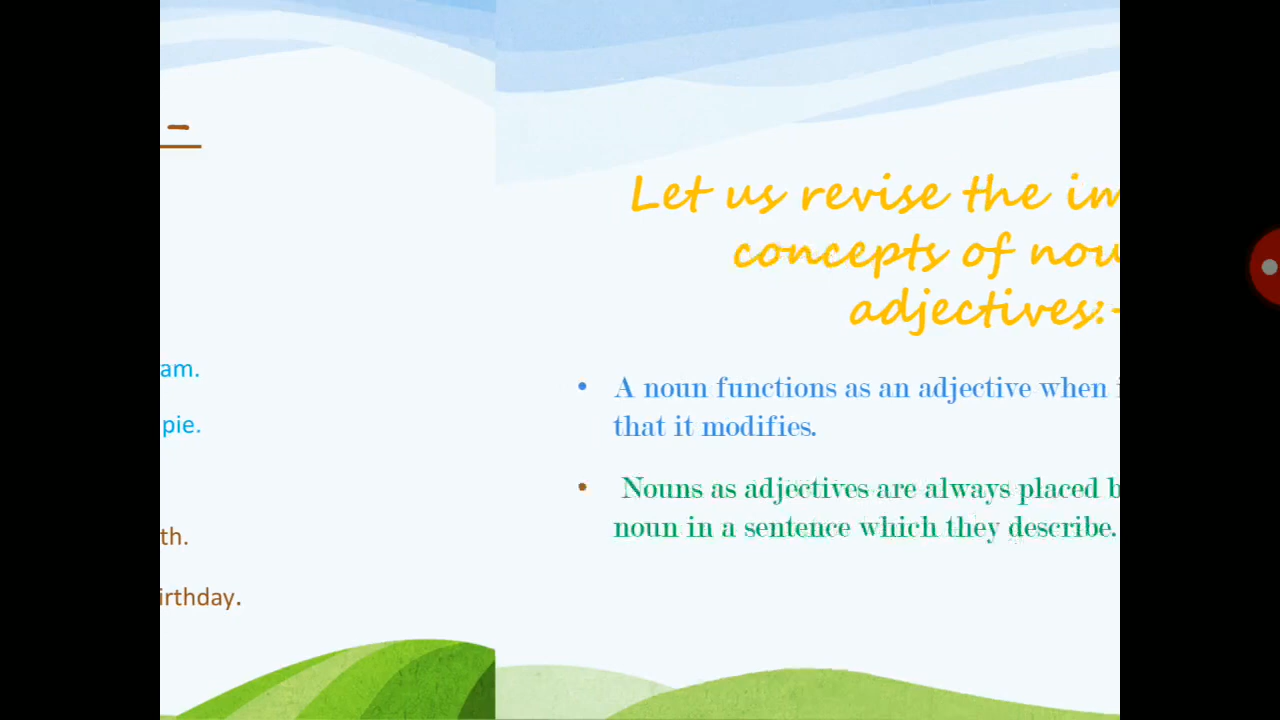 -
am.
pie.
th.
irthday.
Let us revise the im
concepts of nou
adjectives:-
• A noun functions as an adjective when i
that it modifies.
• Nouns as adjectives are always placed b
noun in a sentence which they describe.